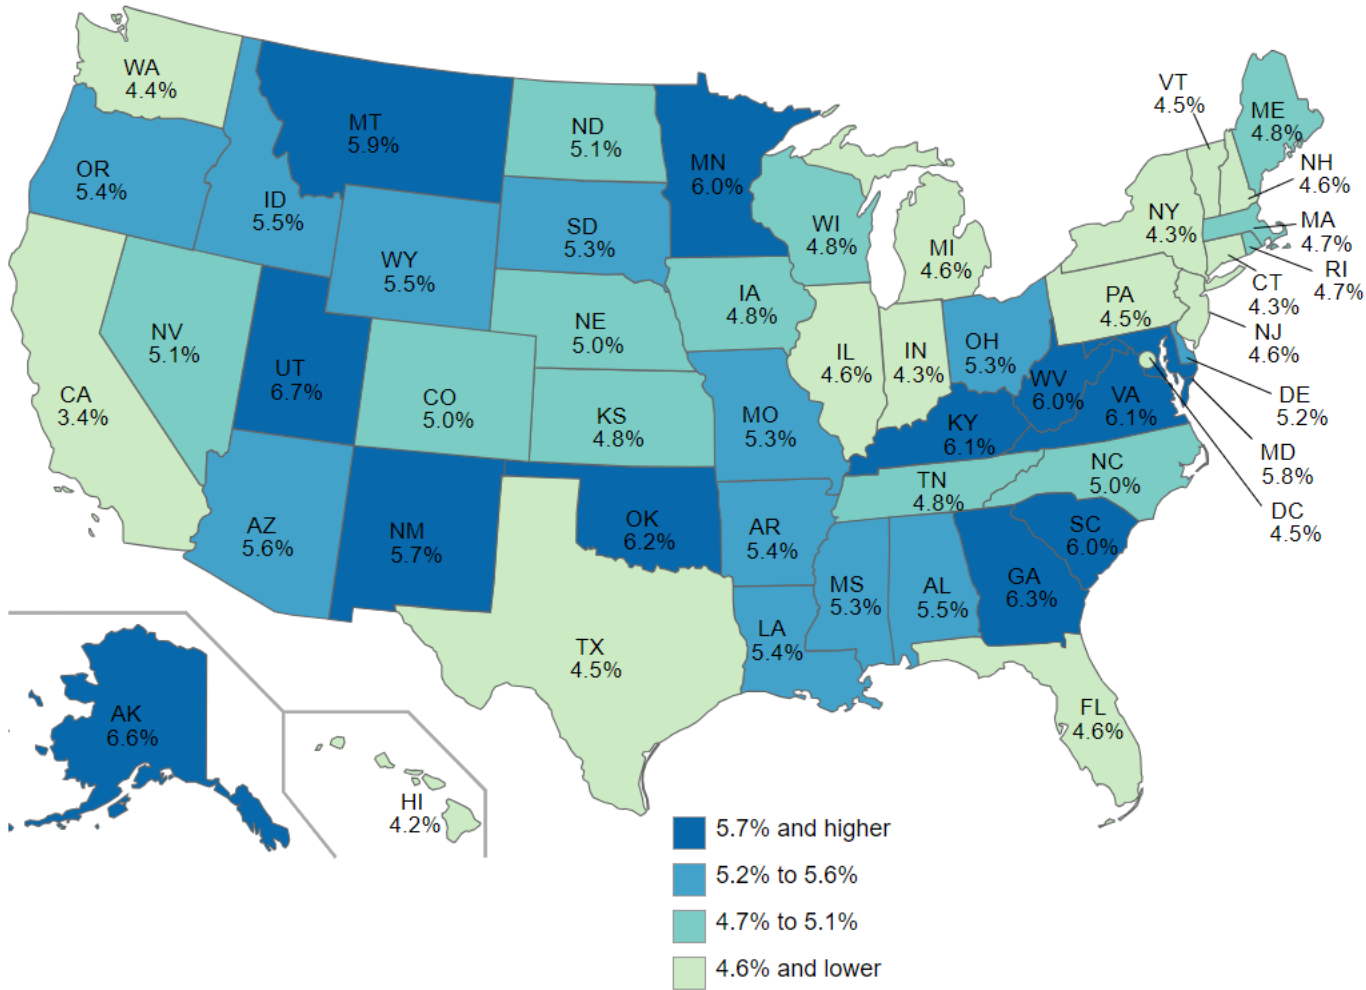 WA
4.4%
OR
5.4%
CA
3.4%
NV
5.1%
ID
5.5%
MT
5.9%
WY
5.5%
UT
6.7%
AZ
5.6%
CO
5.0%
NM
5.7%
ND
5.1%
SD
5.3%
NE
5.0%
KS
4.8%
OK
6.2%
TX
4.5%
MN
6.0%
IA
4.8%
MO
5.3%
AR
5.4%
LA
5.4%
WI
4.8%
IL
4.6%
MI
4.6%
IN
4.3%
OH
5.3%
KY
6.1%
TN
4.8%
MS
5.3%
AL
5.5%
GA
6.3%
FL
4.6%
SC
6.0%
NC
5.0%
VA
6.1%
WV
6.0%
PA
4.5%
NY
4.3%
VT
4.5%
ME
4.8%
NH
4.6%
MA
4.7%
RI
4.7%
CT
4.3%
NJ
4.6%
DE
5.2%
MD
5.8%
DC
4.5%
AK
6.6%
HI
4.2%
5.7% and higher
5.2% to 5.6%
4.7% to 5.1%
4.6% and lower